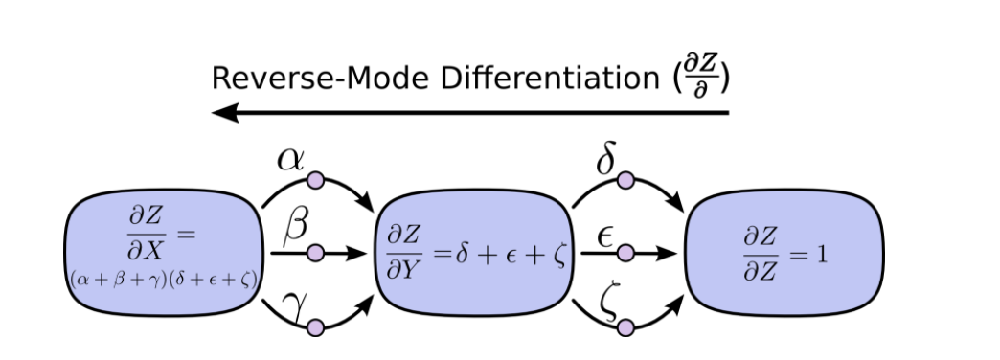 Reverse-Mode Differentiation (∂Z/∂)
α
δ
β
ϵ
γ
ζ
∂Z/∂X =
(α + β + γ)(δ + ϵ + ζ)
∂Z/∂Y = δ + ϵ + ζ
∂Z/∂Z = 1